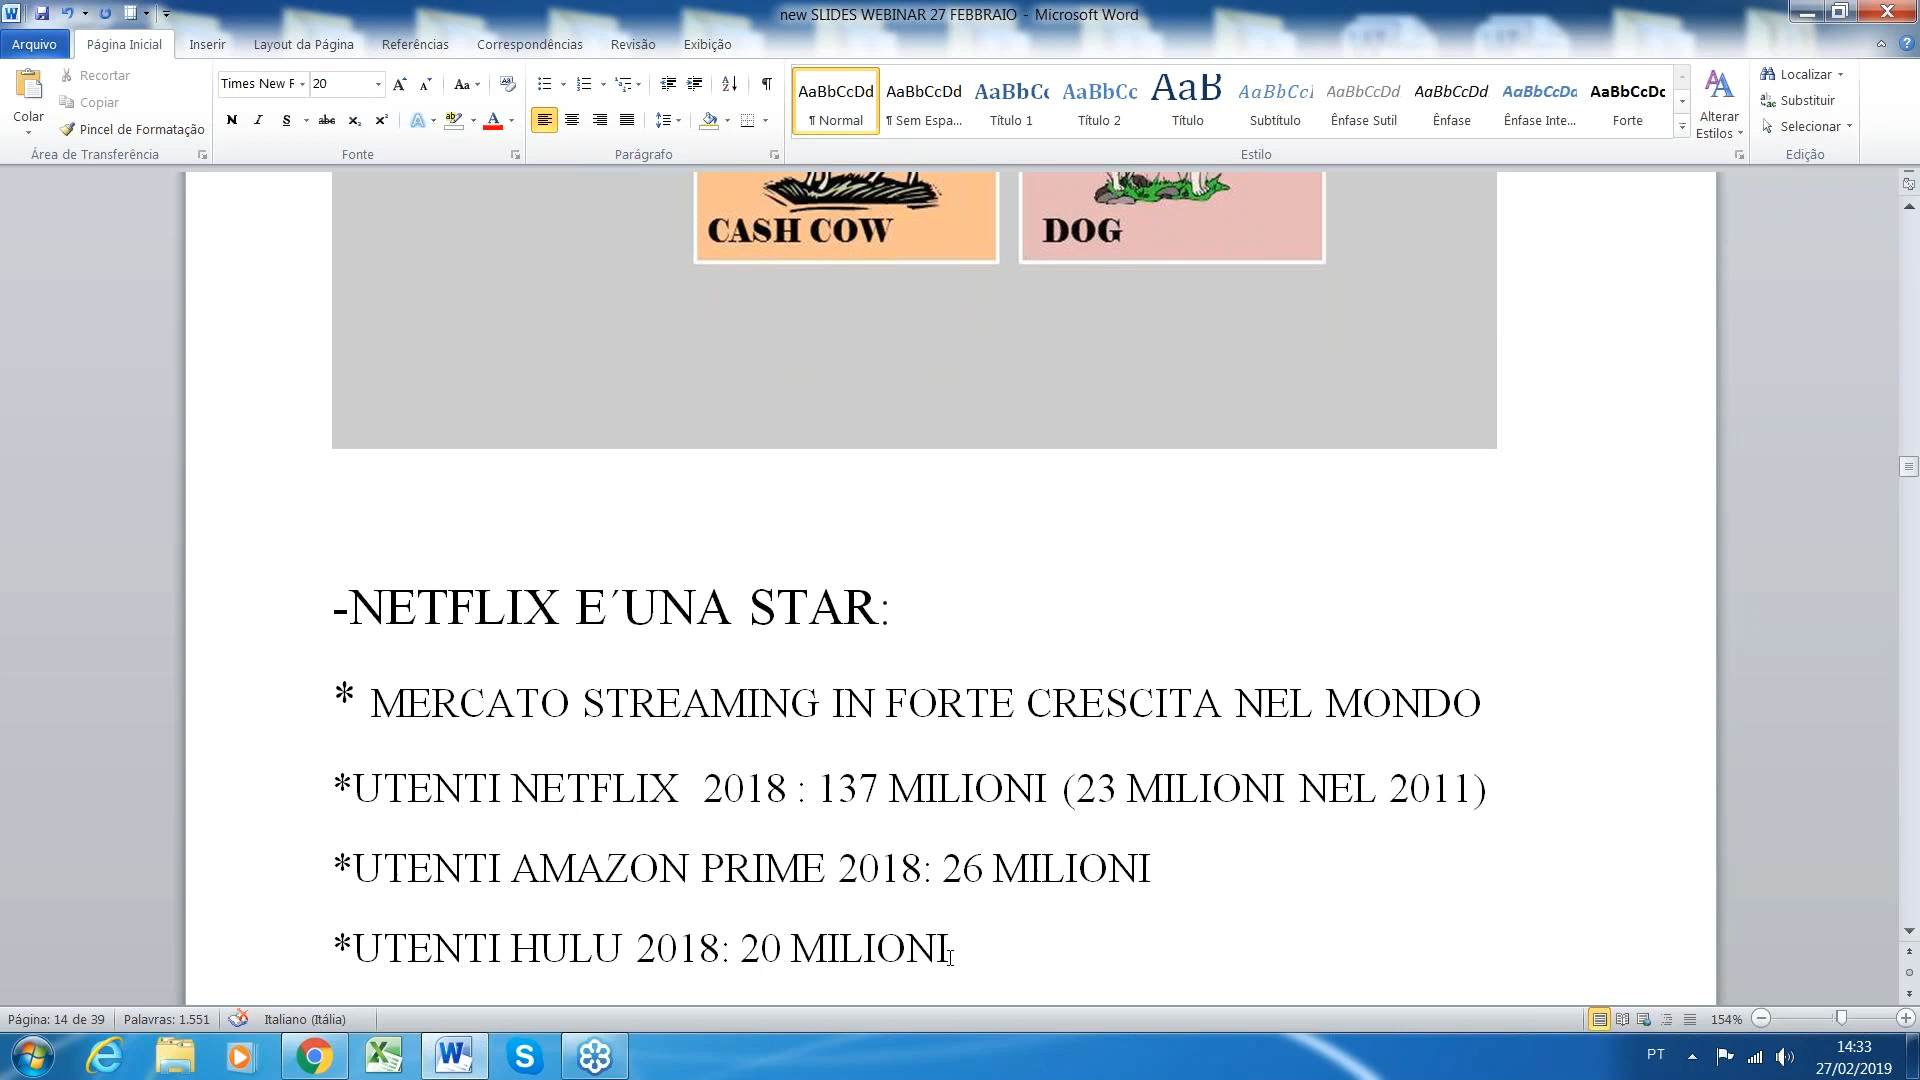 new SLIDES WEBINAR 27 FEBBRAIO - Microsoft Word
Arquivo Página Inicial Inserir Layout da Página Referências Correspondências Revisão Exibição
Colar
Recortar
Copiar
Pincel de Formatação
Área de Transferência
Times New F 20
N I S abc x₂ x²
Fonte
Parágrafo
AaBbCcDd AaBbCcDd AaBbCc AaBbCc AaB AaBbCcI AaBbCcDd AaBbCcDd AaBbCcDd AaBbCcDc
¶ Normal ¶ Sem Espa... Título 1 Título 2 Título Subtítulo Ênfase Sutil Ênfase Ênfase Inte... Forte
Estilo
Alterar Estilos
Localizar
Substituir
Selecionar
Edição
CASH COW
DOG
-NETFLIX E´UNA STAR:
* MERCATO STREAMING IN FORTE CRESCITA NEL MONDO
*UTENTI NETFLIX 2018 : 137 MILIONI (23 MILIONI NEL 2011)
*UTENTI AMAZON PRIME 2018: 26 MILIONI
*UTENTI HULU 2018: 20 MILIONI
Página: 14 de 39 Palavras: 1.551 Italiano (Itália) 154%
PT
14:33
27/02/2019